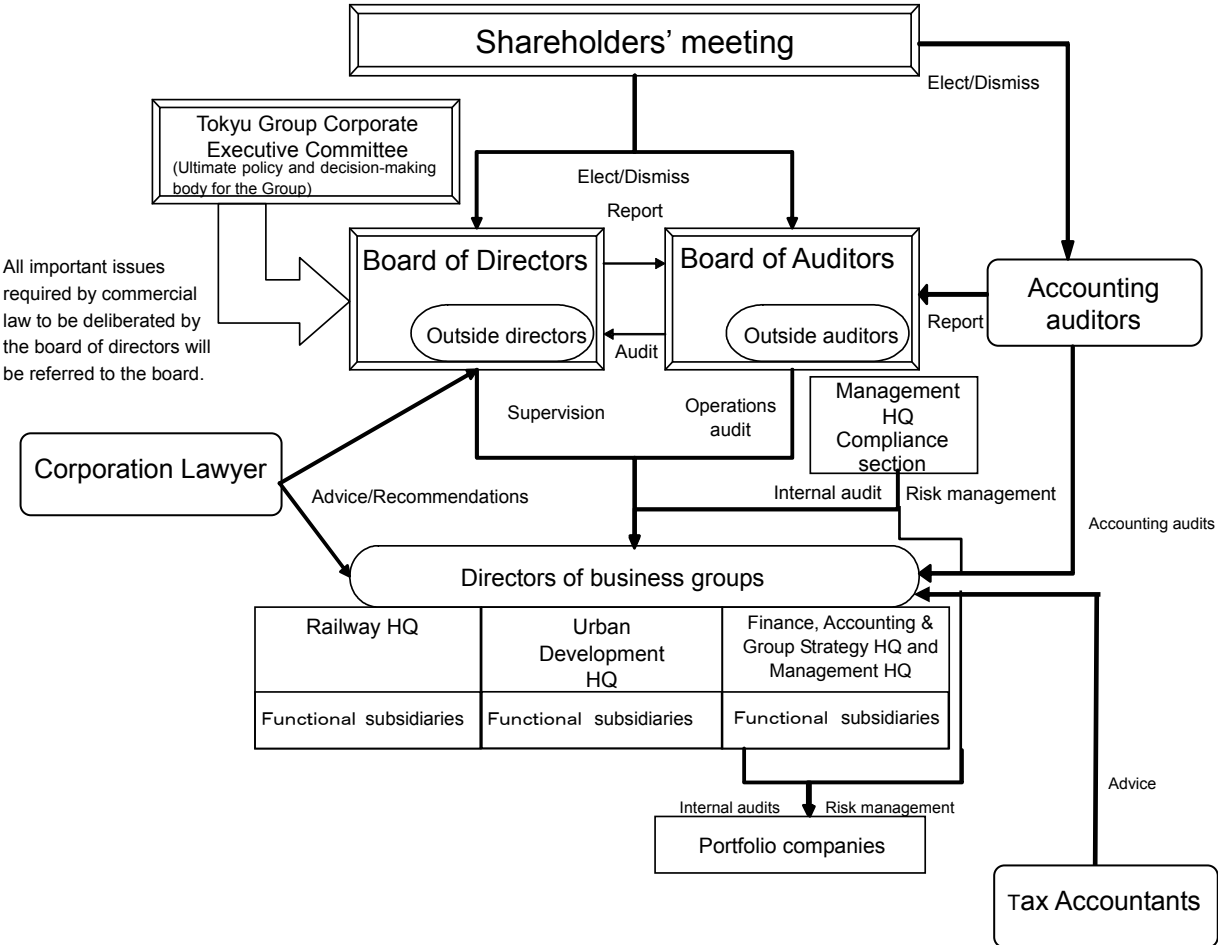 Shareholders’ meeting
Elect/Dismiss
Tokyu Group Corporate
Executive Committee
(Ultimate policy and decision-making
body for the Group)
Elect/Dismiss
Report
All important issues
required by commercial
law to be deliberated by
the board of directors will
be referred to the board.
Board of Directors
Outside directors
Board of Auditors
Outside auditors
Audit
Report
Accounting
auditors
Supervision
Operations
audit
Management
HQ
Compliance
section
Corporation Lawyer
Advice/Recommendations
Internal audit
Risk management
Accounting audits
Directors of business groups
Railway HQ
Urban
Development
HQ
Finance, Accounting &
Group Strategy HQ and
Management HQ
Functional subsidiaries
Functional subsidiaries
Functional subsidiaries
Internal audits
Risk management
Advice
Portfolio companies
Tax Accountants